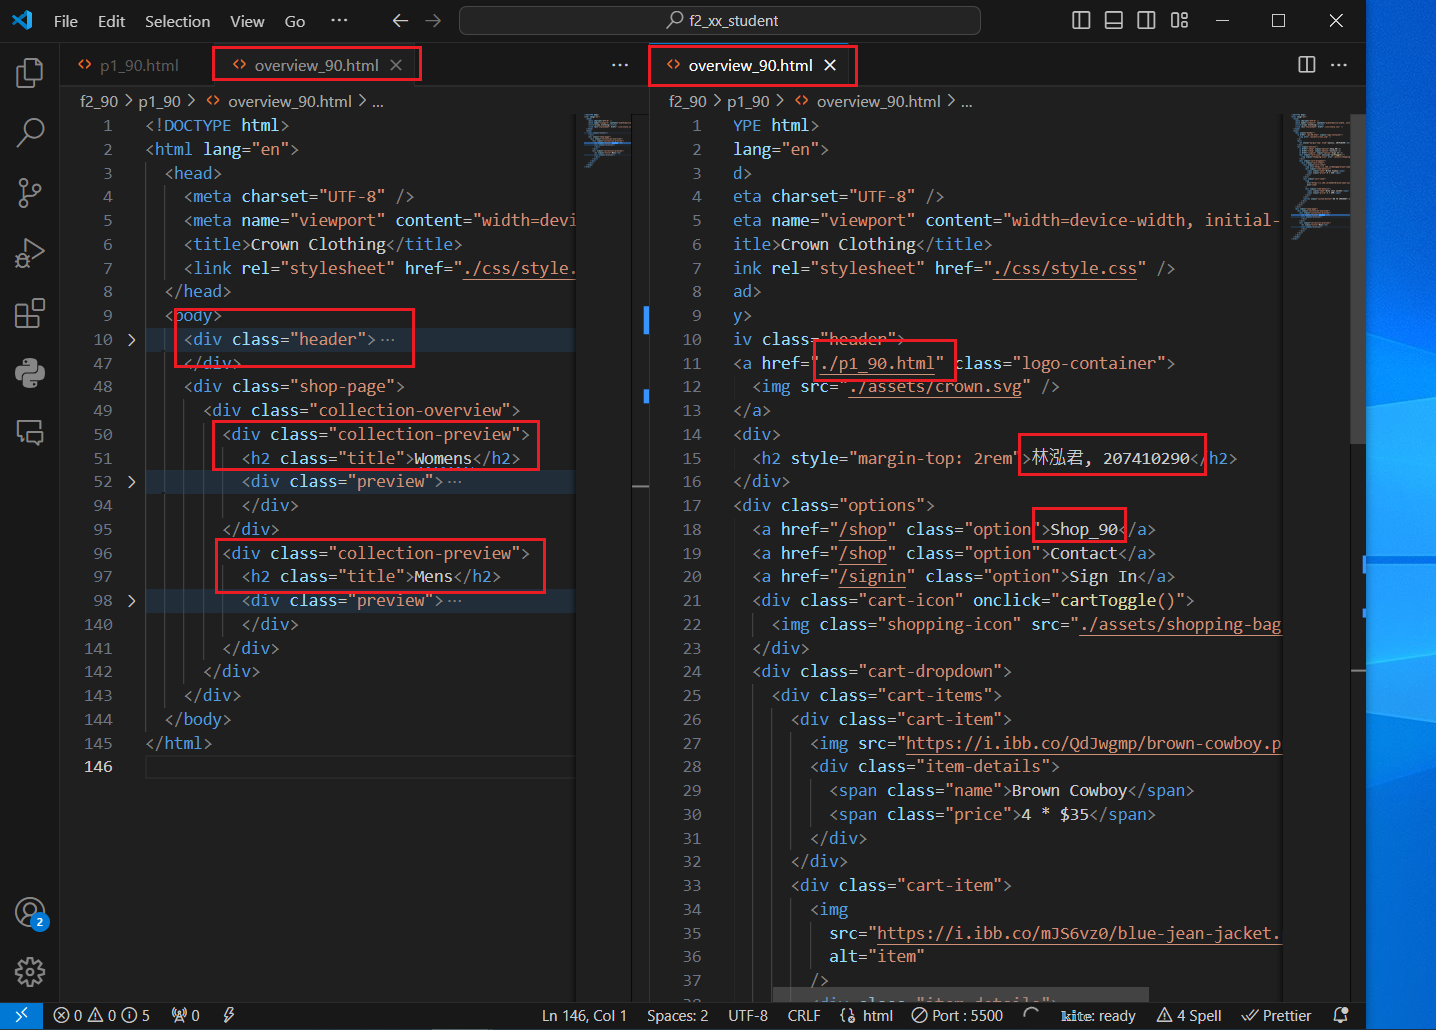 File Edit Selection View Go ··· f2_xx_student
p1_90.html overview_90.html ···
f2_90 > p1_90 > overview_90.html > ...
1 <!DOCTYPE html>
2 <html lang="en">
3 <head>
4 <meta charset="UTF-8" />
5 <meta name="viewport" content="width=devi
6 <title>Crown Clothing</title>
7 <link rel="stylesheet" href="./css/style.
8 </head>
9 <body>
10 <div class="header"> ···
47 </div>
48 <div class="shop-page">
49 <div class="collection-overview">
50 <div class="collection-preview">
51 <h2 class="title">Womens</h2>
52 <div class="preview"> ···
94 </div>
95 </div>
96 <div class="collection-preview">
97 <h2 class="title">Mens</h2>
98 <div class="preview"> ···
140 </div>
141 </div>
142 </div>
143 </div>
144 </body>
145 </html>
146
overview_90.html ···
f2_90 > p1_90 > overview_90.html > ...
1 YPE html>
2 lang="en">
3 d>
4 eta charset="UTF-8" />
5 eta name="viewport" content="width=device-width, initial-
6 itle>Crown Clothing</title>
7 ink rel="stylesheet" href="./css/style.css" />
8 ad>
9 y>
10 iv class="header">
11 <a href="./p1_90.html" class="logo-container">
12 <img src="./assets/crown.svg" />
13 </a>
14 <div>
15 <h2 style="margin-top: 2rem">林泓君, 207410290</h2>
16 </div>
17 <div class="options">
18 <a href="/shop" class="option">Shop_90</a>
19 <a href="/shop" class="option">Contact</a>
20 <a href="/signin" class="option">Sign In</a>
21 <div class="cart-icon" onclick="cartToggle()">
22 <img class="shopping-icon" src="./assets/shopping-bag
23 </div>
24 <div class="cart-dropdown">
25 <div class="cart-items">
26 <div class="cart-item">
27 <img src="https://i.ibb.co/QdJwgmp/brown-cowboy.p
28 <div class="item-details">
29 <span class="name">Brown Cowboy</span>
30 <span class="price">4 * $35</span>
31 </div>
32 </div>
33 <div class="cart-item">
34 <img
35 src="https://i.ibb.co/mJS6vz0/blue-jean-jacket.
36 alt="item"
37 />
38 <div class="item-details">
2
0 0 5 0 Ln 146, Col 1 Spaces: 2 UTF-8 CRLF html Port : 5500 kite: ready 4 Spell Prettier